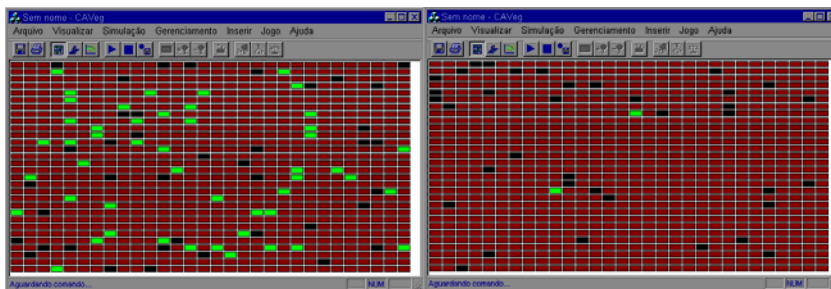 Sem nome - CAVeg
Arquivo Visualizar Simulação Gerenciamento Inserir Jogo Ajuda
Aguardando comando...
NUM
Sem nome - CAVeg
Arquivo Visualizar Simulação Gerenciamento Inserir Jogo Ajuda
Aguardando comando...
NUM